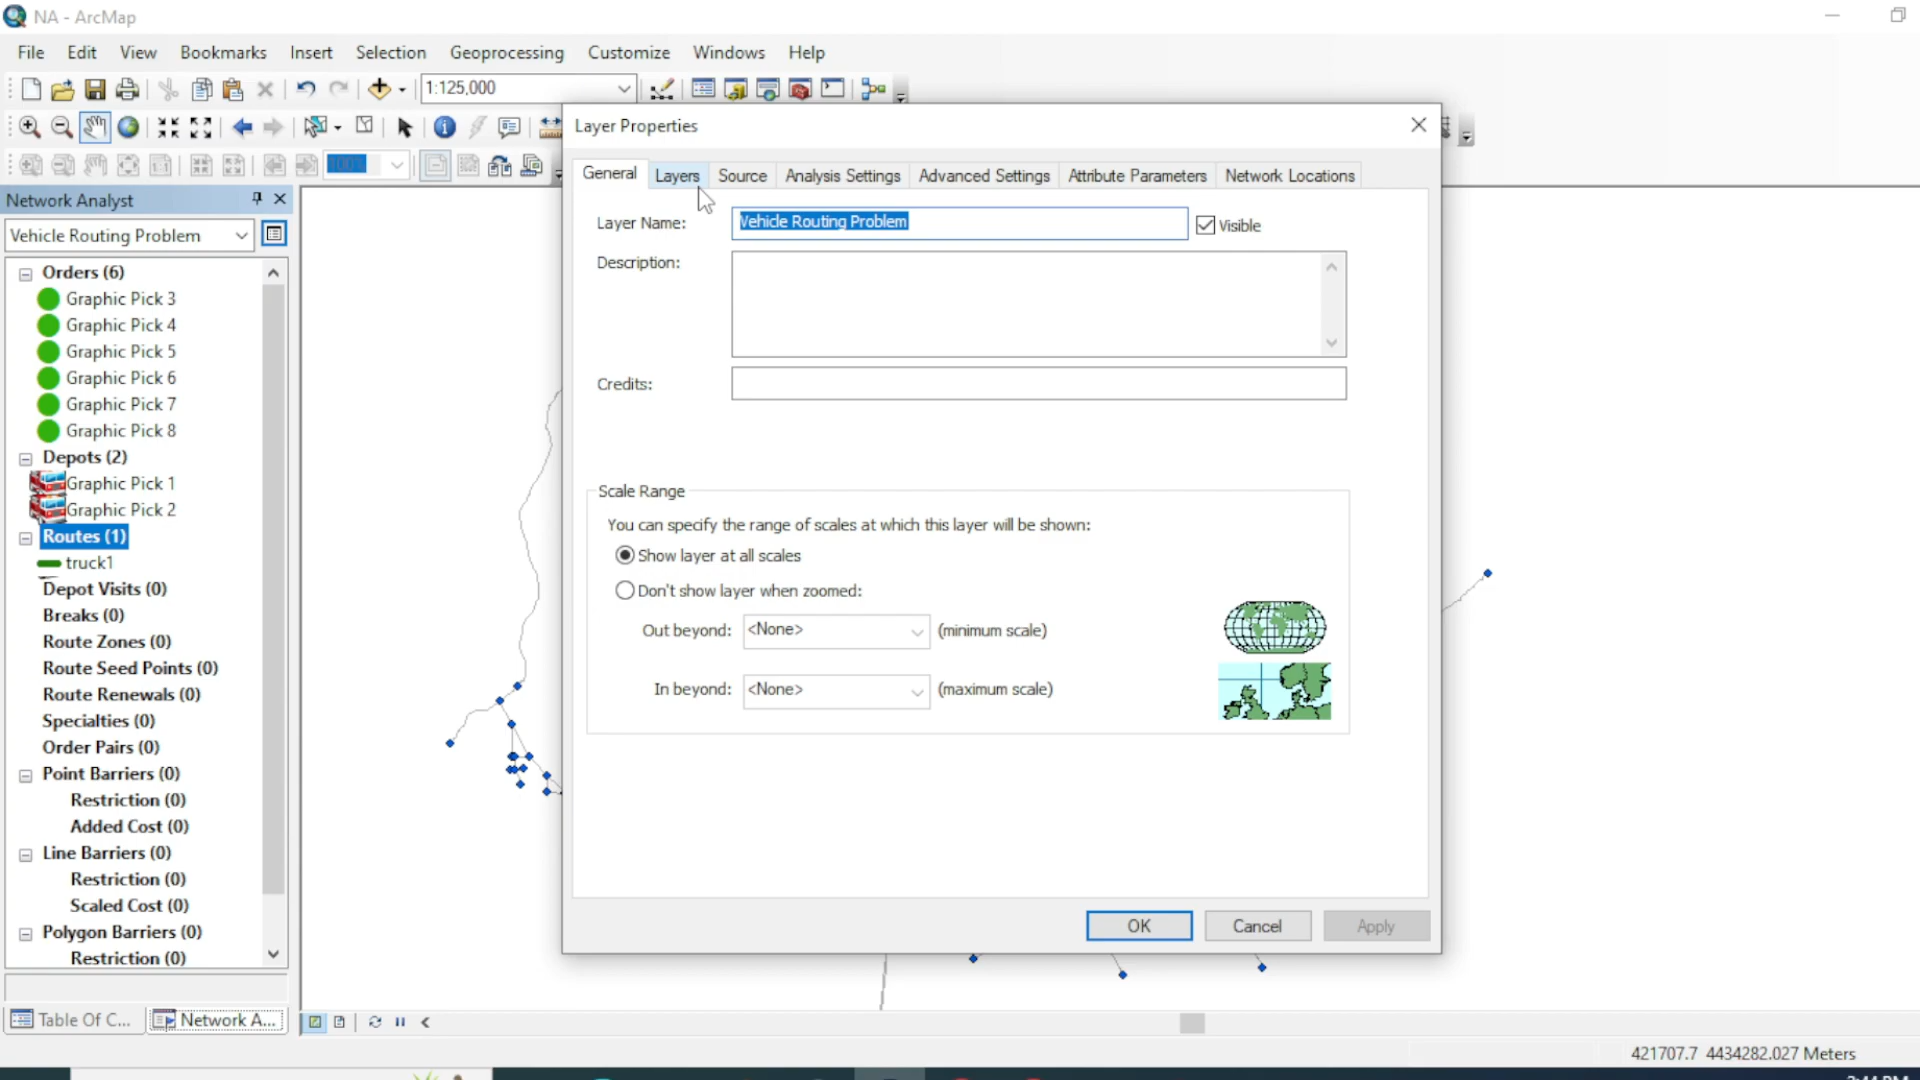 NA - ArcMap
File Edit View Bookmarks Insert Selection Geoprocessing Customize Windows Help
1:125,000
100%
Network Analyst
Vehicle Routing Problem
Orders (6)
Graphic Pick 3
Graphic Pick 4
Graphic Pick 5
Graphic Pick 6
Graphic Pick 7
Graphic Pick 8
Depots (2)
Graphic Pick 1
Graphic Pick 2
Routes (1)
truck1
Depot Visits (0)
Breaks (0)
Route Zones (0)
Route Seed Points (0)
Route Renewals (0)
Specialties (0)
Order Pairs (0)
Point Barriers (0)
Restriction (0)
Added Cost (0)
Line Barriers (0)
Restriction (0)
Scaled Cost (0)
Polygon Barriers (0)
Restriction (0)
Table Of C... Network A...
Layer Properties
General Layers Source Analysis Settings Advanced Settings Attribute Parameters Network Locations
Layer Name: Vehicle Routing Problem Visible
Description:
Credits:
Scale Range
You can specify the range of scales at which this layer will be shown:
Show layer at all scales
Don't show layer when zoomed:
Out beyond: <None> (minimum scale)
In beyond: <None> (maximum scale)
OK Cancel Apply
421707.7 4434282.027 Meters